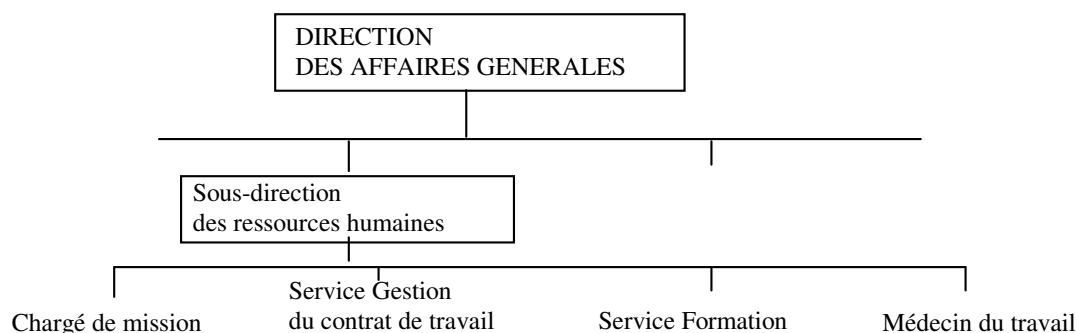 DIRECTION
DES AFFAIRES GENERALES
Sous-direction
des ressources humaines
Chargé de mission
Service Gestion
du contrat de travail
Service Formation
Médecin du travail